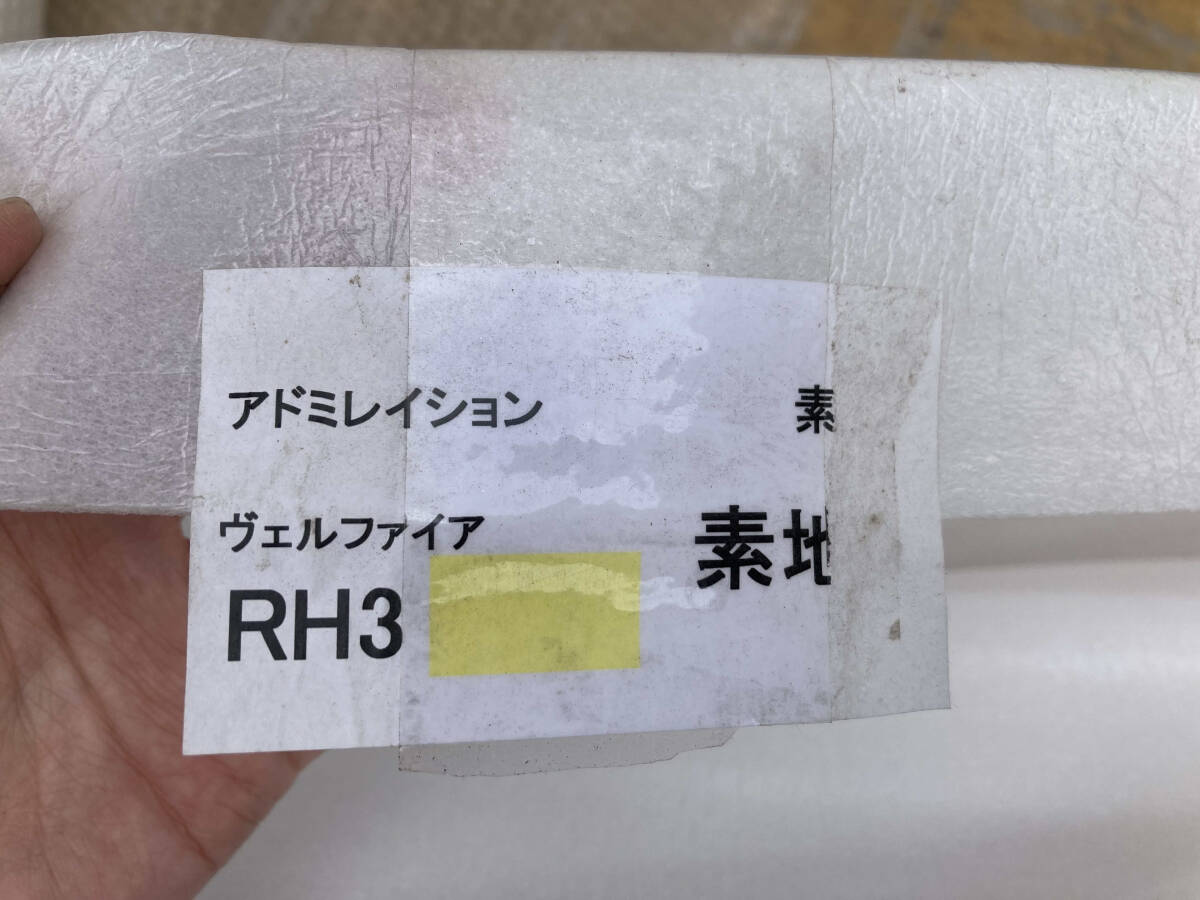 アドミレイション 素
ヴェルファイア 素地
RH3